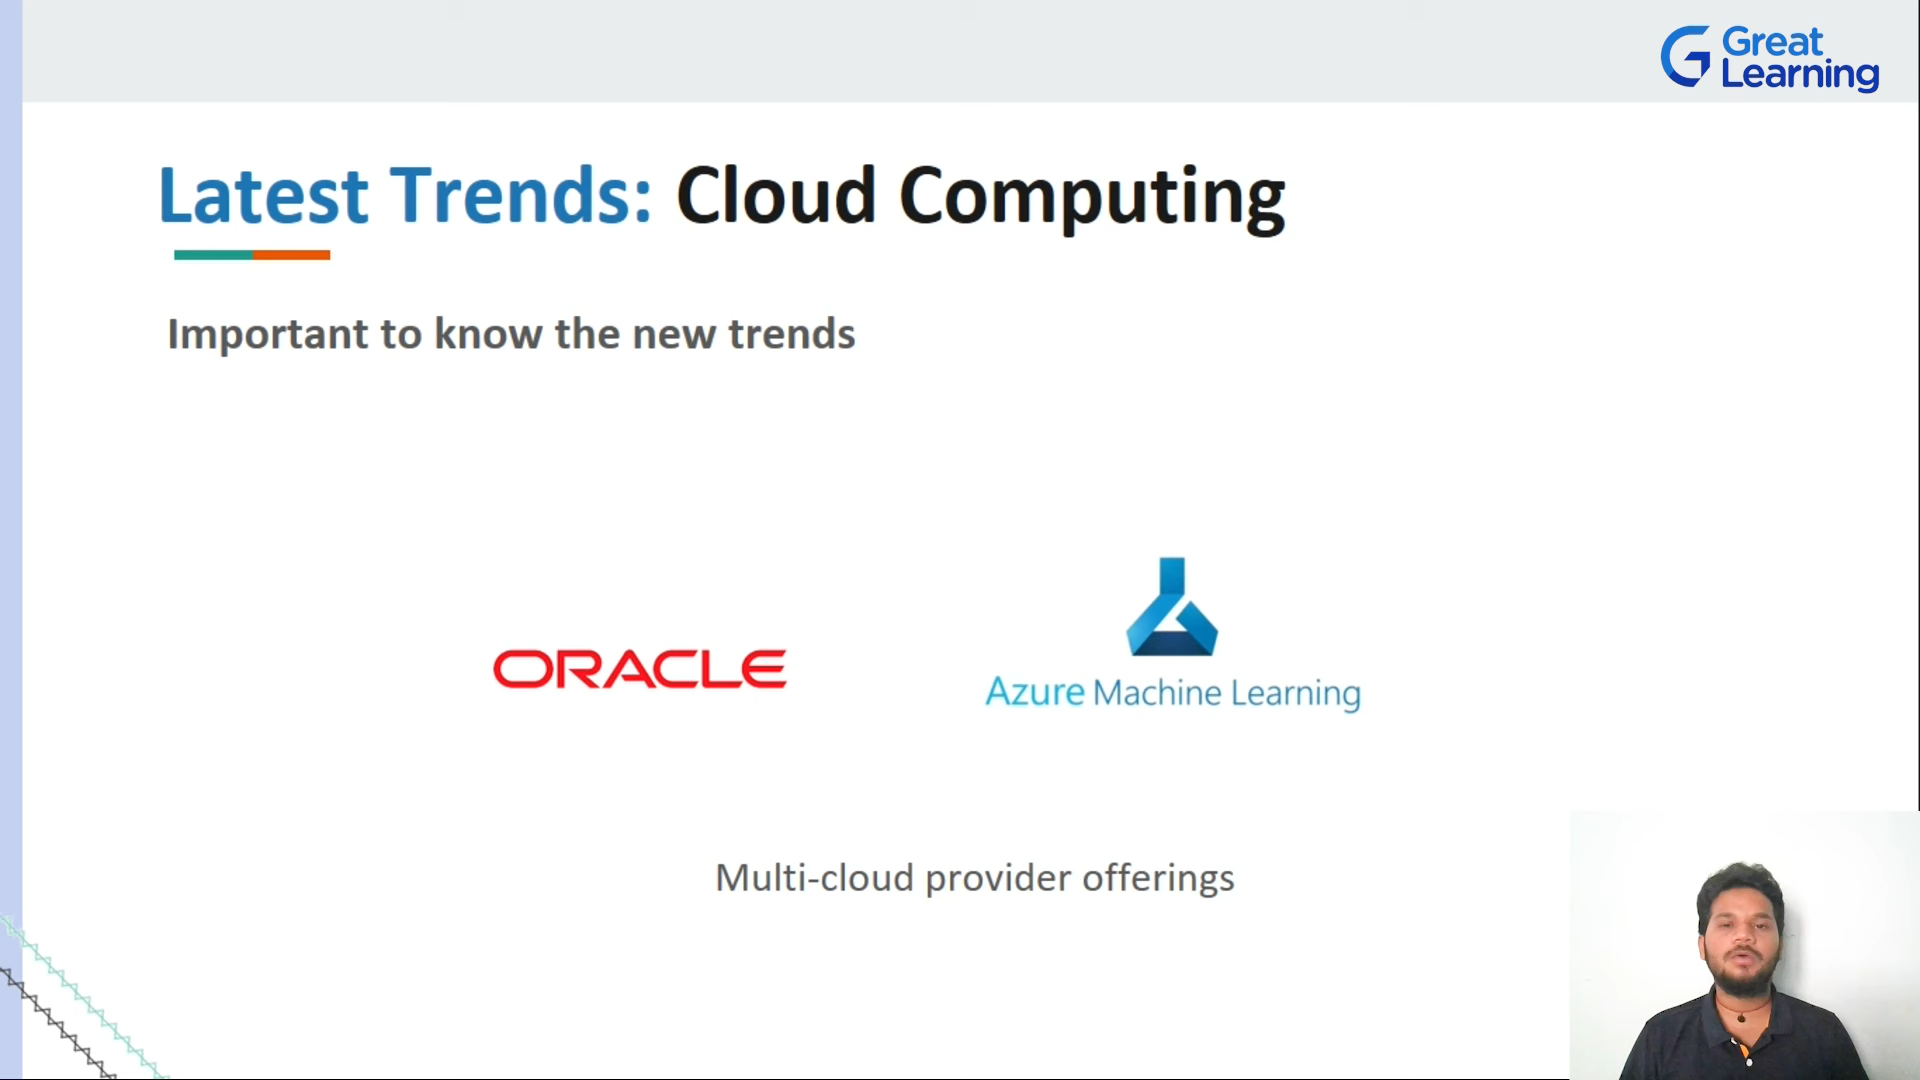 Great
Learning
Latest Trends: Cloud Computing
Important to know the new trends
ORACLE
Azure Machine Learning
Multi-cloud provider offerings